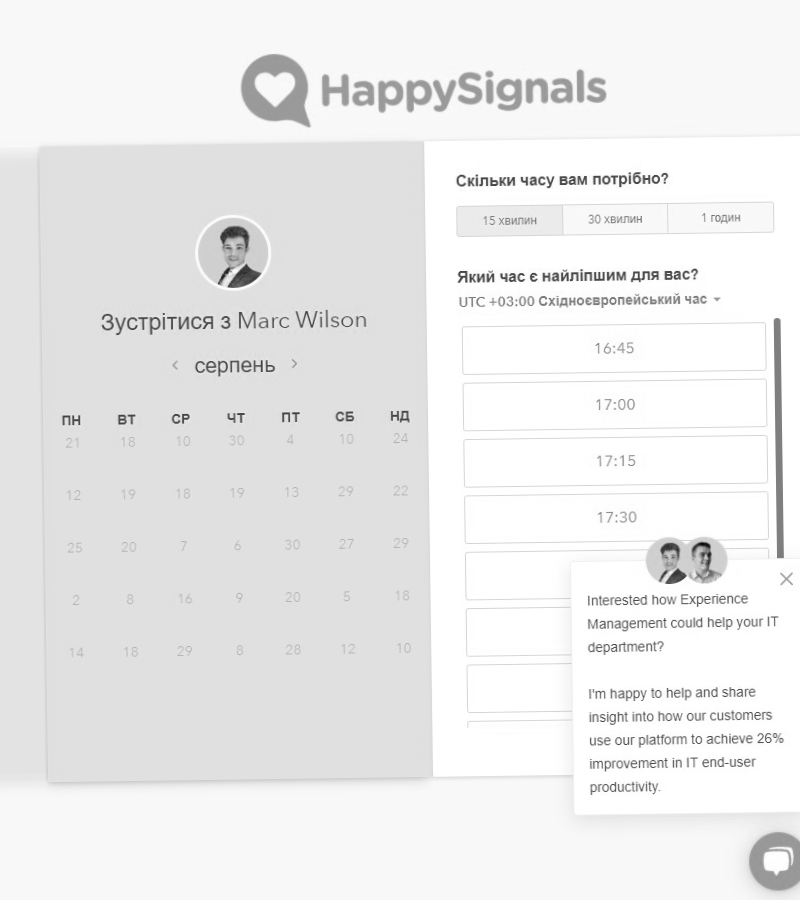 HappySignals
Зустрітися з Marc Wilson
серпень
ПН ВТ СР ЧТ ПТ СБ НД
21 18 10 30 4 10 24
12 19 18 19 13 29 22
25 20 7 6 30 27 29
2 8 16 9 20 5 18
14 18 29 8 28 12 10
Скільки часу вам потрібно?
15 хвилин 30 хвилин 1 годин
Який час є найліпшим для вас?
UTC +03:00 Східноєвропейський час
16:45
17:00
17:15
17:30
Interested how Experience
Management could help your IT
department?
I'm happy to help and share
insight into how our customers
use our platform to achieve 26%
improvement in IT end-user
productivity.